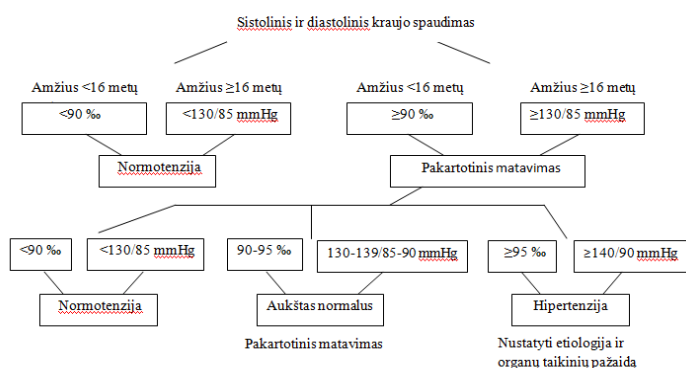 Sistolinis ir diastolinis kraujo spaudimas
Amžius <16 metų
Amžius ≥16 metų
Amžius <16 metų
Amžius ≥16 metų
<90 ‰
<130/85 mmHg
≥90 ‰
≥130/85 mmHg
Normotenzija
Pakartotinis matavimas
<90 ‰
<130/85 mmHg
90-95 ‰
130-139/85-90 mmHg
≥95 ‰
≥140/90 mmHg
Normotenzija
Aukštas normalus
Hipertenzija
Pakartotinis matavimas
Nustatyti etiologija ir
organų taikinių pažaidą